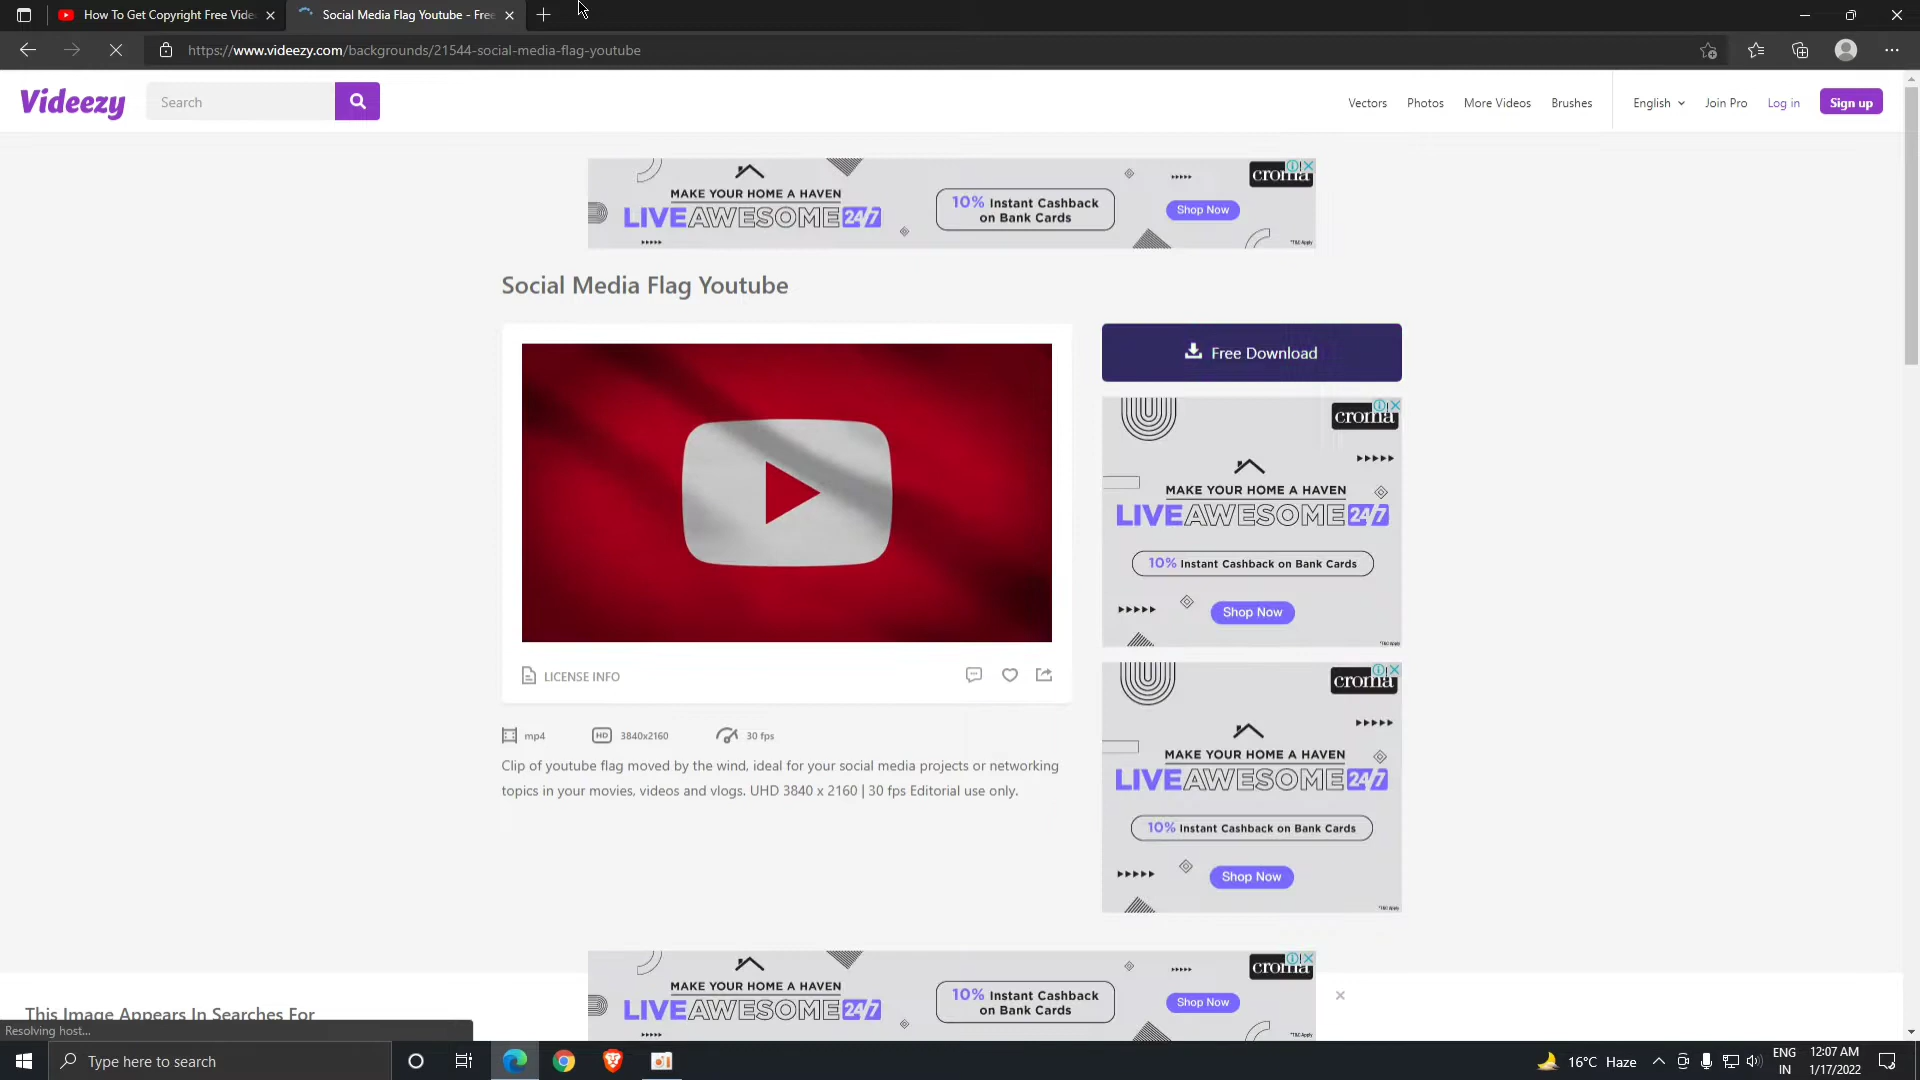 How To Get Copyright Free Vide
Social Media Flag Youtube - Free
https://www.videezy.com/backgrounds/21544-social-media-flag-youtube
Videezy
Search
Vectors
Photos
More Videos
Brushes
English
Join Pro
Log in
Sign up
MAKE YOUR HOME A HAVEN
LIVEAWESOME24/7
10% Instant Cashback
on Bank Cards
Shop Now
croma
*T&C Apply
Social Media Flag Youtube
Free Download
croma
MAKE YOUR HOME A HAVEN
LIVEAWESOME24/7
10% Instant Cashback on Bank Cards
Shop Now
*T&C Apply
LICENSE INFO
croma
mp4
HD
3840x2160
30 fps
MAKE YOUR HOME A HAVEN
Clip of youtube flag moved by the wind, ideal for your social media projects or networking
topics in your movies, videos and vlogs. UHD 3840 x 2160 | 30 fps Editorial use only.
LIVEAWESOME24/7
10% Instant Cashback on Bank Cards
Shop Now
*T&C Apply
MAKE YOUR HOME A HAVEN
LIVEAWESOME24/7
10% Instant Cashback
on Bank Cards
Shop Now
croma
This Image Appears In Searches For
Resolving host...
Type here to search
16°C Haze
ENG
IN
12:07 AM
1/17/2022